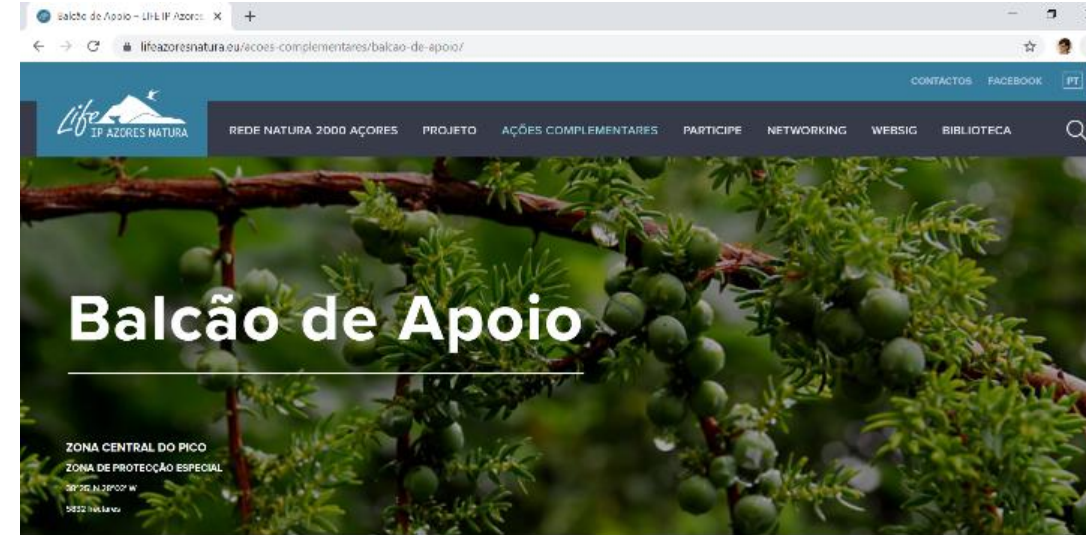 Balcão de Apoio – LIFE IP Azores
lifeazoresnatura.eu/acoes-complementares/balcao-de-apoio/
CONTACTOS FACEBOOK PT
Life
IP AZORES NATURA
REDE NATURA 2000 AÇORES PROJETO AÇÕES COMPLEMENTARES PARTICIPE NETWORKING WEBSIG BIBLIOTECA
Balcão de Apoio
ZONA CENTRAL DO PICO
ZONA DE PROTECÇÃO ESPECIAL
5832 hectares